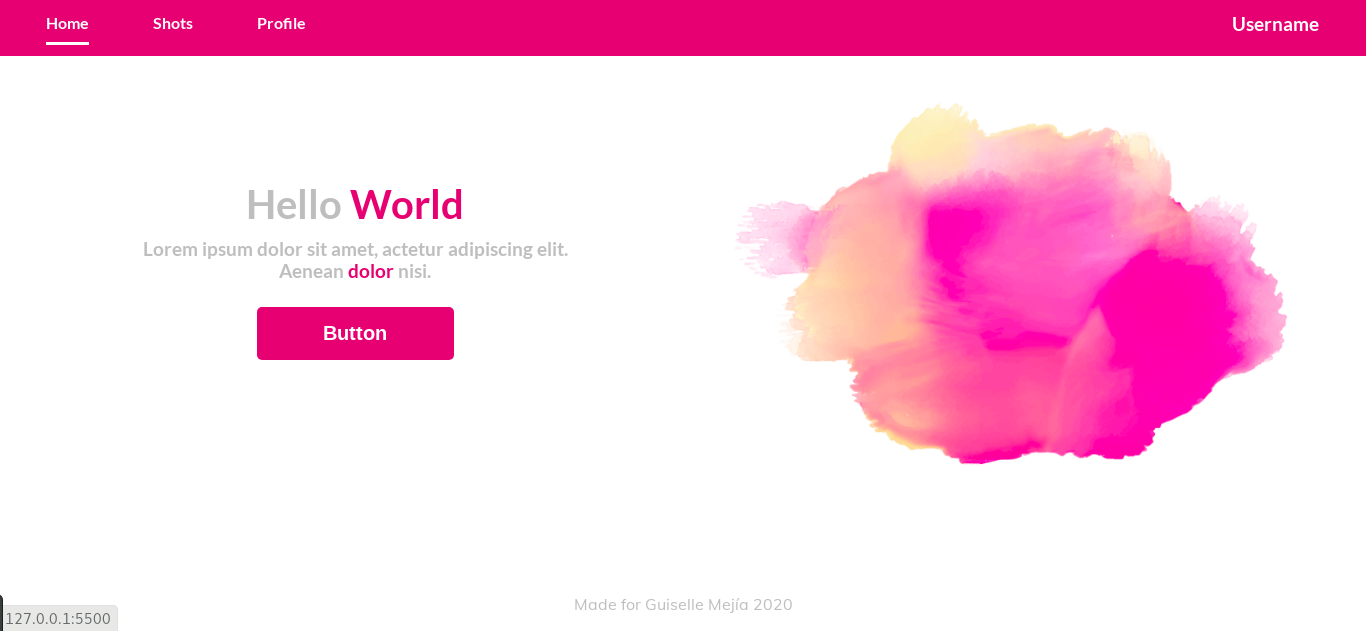 Home Shots Profile Username
Hello World
Lorem ipsum dolor sit amet, actetur adipiscing elit.
Aenean dolor nisi.
Button
Made for Guiselle Mejía 2020
127.0.0.1:5500